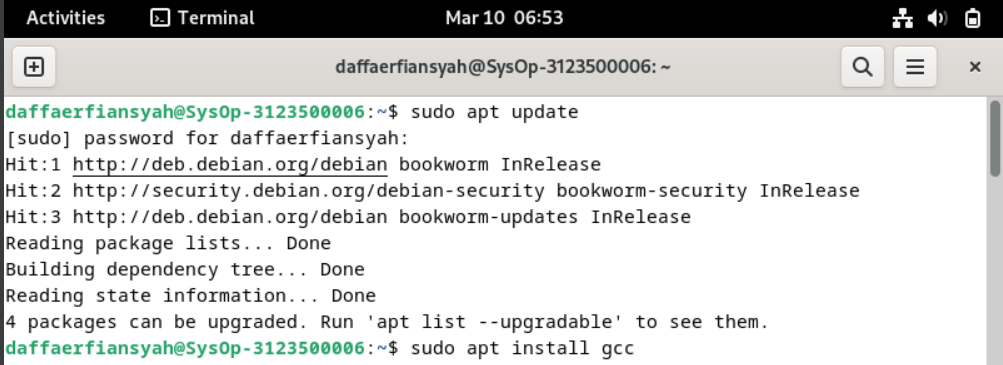 Activities Terminal Mar 10 06:53
daffaerfiansyah@SysOp-3123500006: ~
daffaerfiansyah@SysOp-3123500006:~$ sudo apt update
[sudo] password for daffaerfiansyah:
Hit:1 http://deb.debian.org/debian bookworm InRelease
Hit:2 http://security.debian.org/debian-security bookworm-security InRelease
Hit:3 http://deb.debian.org/debian bookworm-updates InRelease
Reading package lists... Done
Building dependency tree... Done
Reading state information... Done
4 packages can be upgraded. Run 'apt list --upgradable' to see them.
daffaerfiansyah@SysOp-3123500006:~$ sudo apt install gcc